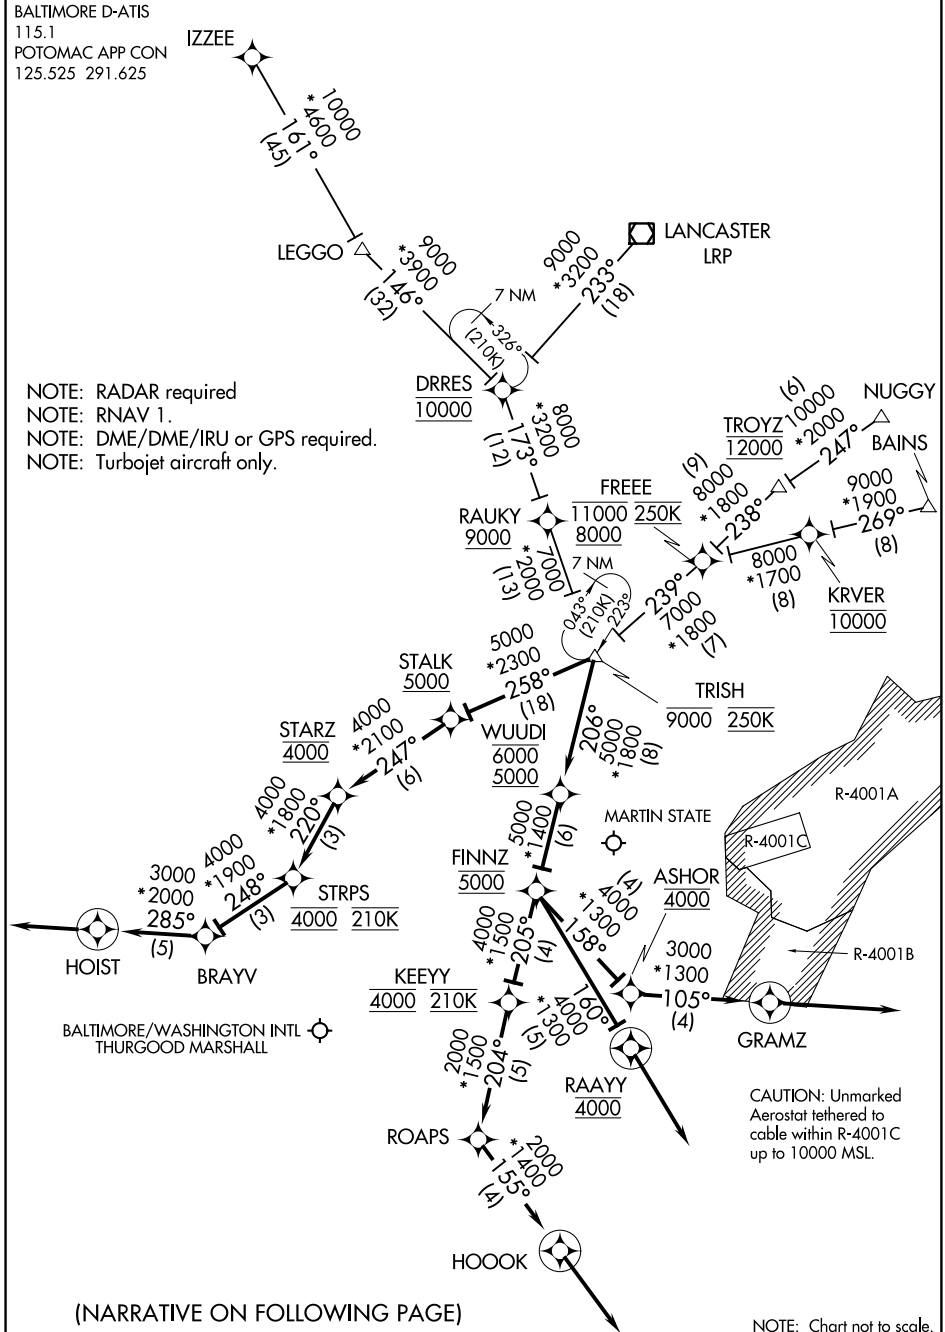 BALTIMORE D-ATIS
115.1
POTOMAC APP CON
125.525 291.625
IZZEE
10000
*4600
161°
(45)
LEGGO
9000
*3900
146°
(32)
LANCASTER
LRP
9000
*3200
233°
(18)
7 NM
326°
(210K)
DRRES
10000
NOTE: RADAR required
NOTE: RNAV 1.
NOTE: DME/DME/IRU or GPS required.
NOTE: Turbojet aircraft only.
8000
*3200
173°
(12)
NUGGY
(6)
10000
*2000
247°
TROYZ
12000
BAINS
9000
*1900
269°
(8)
(9)
8000
*1800
238°
FREEE
11000 250K
8000
RAUKY
9000
7000
*2000
(13)
8000
*1700
(8)
KRVER
10000
7 NM
043°
(210K)
223°
239°
7000
*1800
(7)
TRISH
9000 250K
5000
*2300
258°
(18)
STALK
5000
206°
5000
*1800
(8)
WUUDI
6000
5000
4000
*2100
247°
(6)
STARZ
4000
4000
*1800
220°
(3)
STRPS
4000 210K
4000
*1900
248°
(3)
BRAYV
3000
*2000
285°
(5)
HOIST
5000
*1400
(6)
MARTIN STATE
R-4001A
R-4001C
R-4001B
FINNZ
5000
(4)
4000
*1300
158°
ASHOR
4000
3000
*1300
105°
(4)
GRAMZ
4000
*1500
205°
(4)
KEEYY
4000 210K
160°
4000
*1300
(5)
RAAYY
4000
BALTIMORE/WASHINGTON INTL
THURGOOD MARSHALL
2000
*1500
204°
(5)
ROAPS
2000
*1400
155°
(4)
HOOOK
CAUTION: Unmarked
Aerostat tethered to
cable within R-4001C
up to 10000 MSL.
(NARRATIVE ON FOLLOWING PAGE)
NOTE: Chart not to scale.